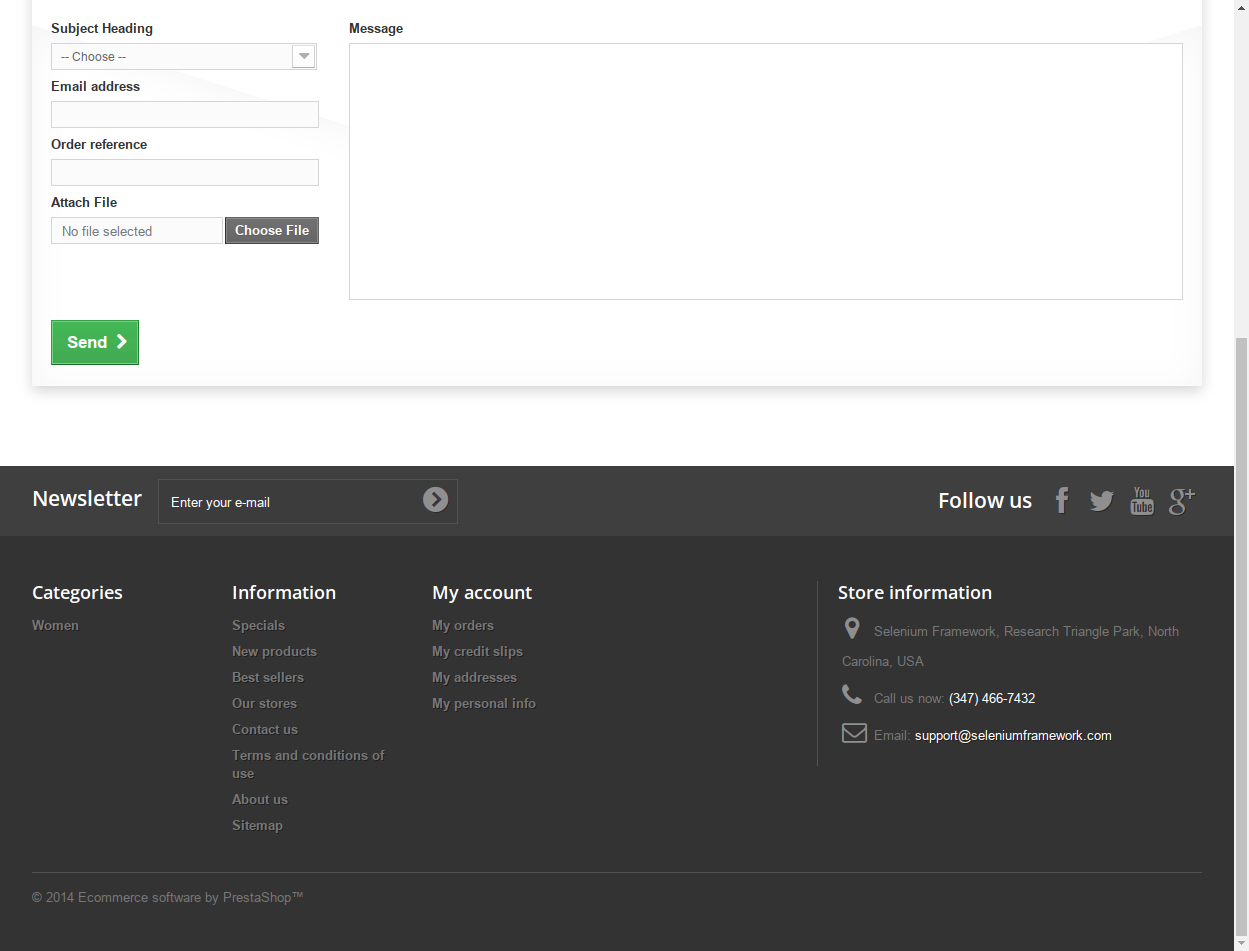 Subject Heading
-- Choose --
Email address
Order reference
Attach File
No file selected
Choose File
Message
Send
Newsletter
Enter your e-mail
Follow us
You
Tube
g+
Categories
Women
Information
Specials
New products
Best sellers
Our stores
Contact us
Terms and conditions of
use
About us
Sitemap
My account
My orders
My credit slips
My addresses
My personal info
Store information
Selenium Framework, Research Triangle Park, North
Carolina, USA
Call us now: (347) 466-7432
Email: support@seleniumframework.com
© 2014 Ecommerce software by PrestaShop™